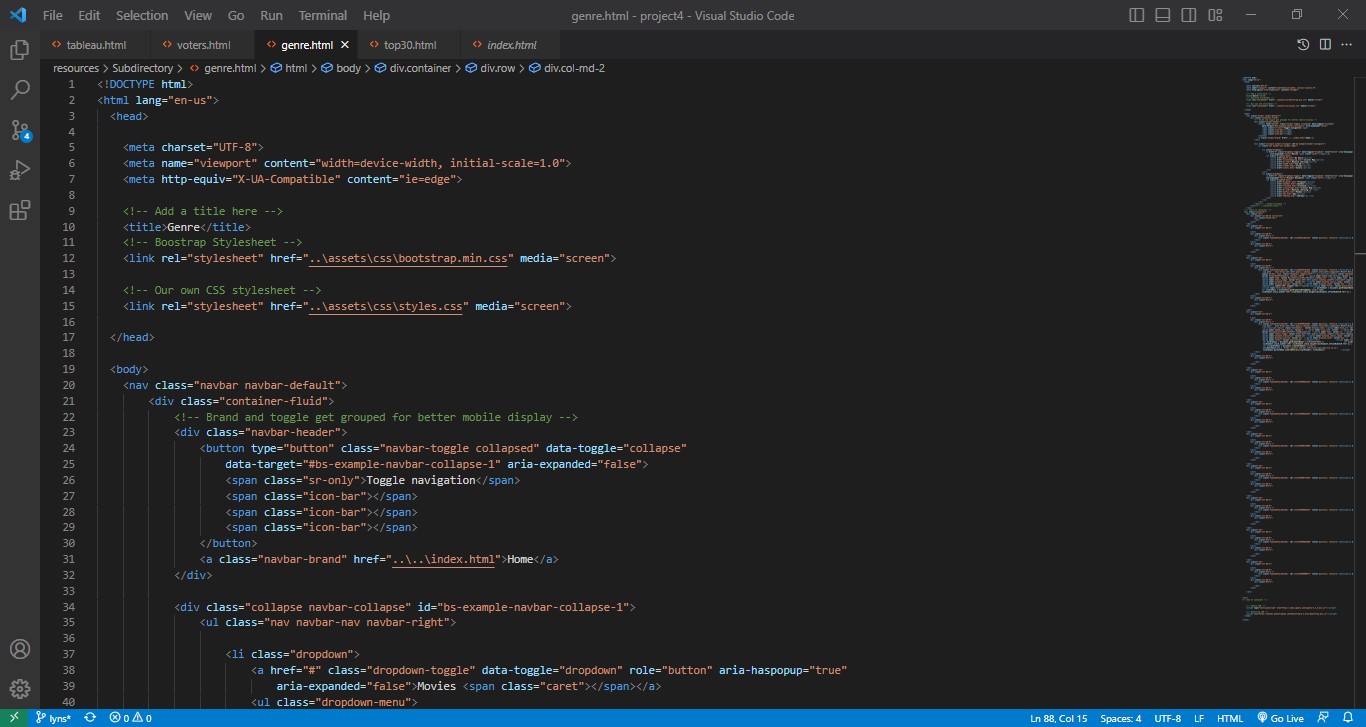 File Edit Selection View Go Run Terminal Help genre.html - project4 - Visual Studio Code
tableau.html voters.html genre.html top30.html index.html
resources > Subdirectory > genre.html > html > body > div.container > div.row > div.col-md-2
1 <!DOCTYPE html>
2 <html lang="en-us">
3 <head>
4
5 <meta charset="UTF-8">
6 <meta name="viewport" content="width=device-width, initial-scale=1.0">
7 <meta http-equiv="X-UA-Compatible" content="ie=edge">
8
9 <!-- Add a title here -->
10 <title>Genre</title>
11 <!-- Boostrap Stylesheet -->
12 <link rel="stylesheet" href="..\assets\css\bootstrap.min.css" media="screen">
13
14 <!-- Our own CSS stylesheet -->
15 <link rel="stylesheet" href="..\assets\css\styles.css" media="screen">
16
17 </head>
18
19 <body>
20 <nav class="navbar navbar-default">
21 <div class="container-fluid">
22 <!-- Brand and toggle get grouped for better mobile display -->
23 <div class="navbar-header">
24 <button type="button" class="navbar-toggle collapsed" data-toggle="collapse"
25 data-target="#bs-example-navbar-collapse-1" aria-expanded="false">
26 <span class="sr-only">Toggle navigation</span>
27 <span class="icon-bar"></span>
28 <span class="icon-bar"></span>
29 <span class="icon-bar"></span>
30 </button>
31 <a class="navbar-brand" href="..\..\index.html">Home</a>
32 </div>
33
34 <div class="collapse navbar-collapse" id="bs-example-navbar-collapse-1">
35 <ul class="nav navbar-nav navbar-right">
36
37 <li class="dropdown">
38 <a href="#" class="dropdown-toggle" data-toggle="dropdown" role="button" aria-haspopup="true"
39 aria-expanded="false">Movies <span class="caret"></span></a>
40 <ul class="dropdown-menu">
4
lyns* 0 0 Ln 88, Col 15 Spaces: 4 UTF-8 LF HTML Go Live